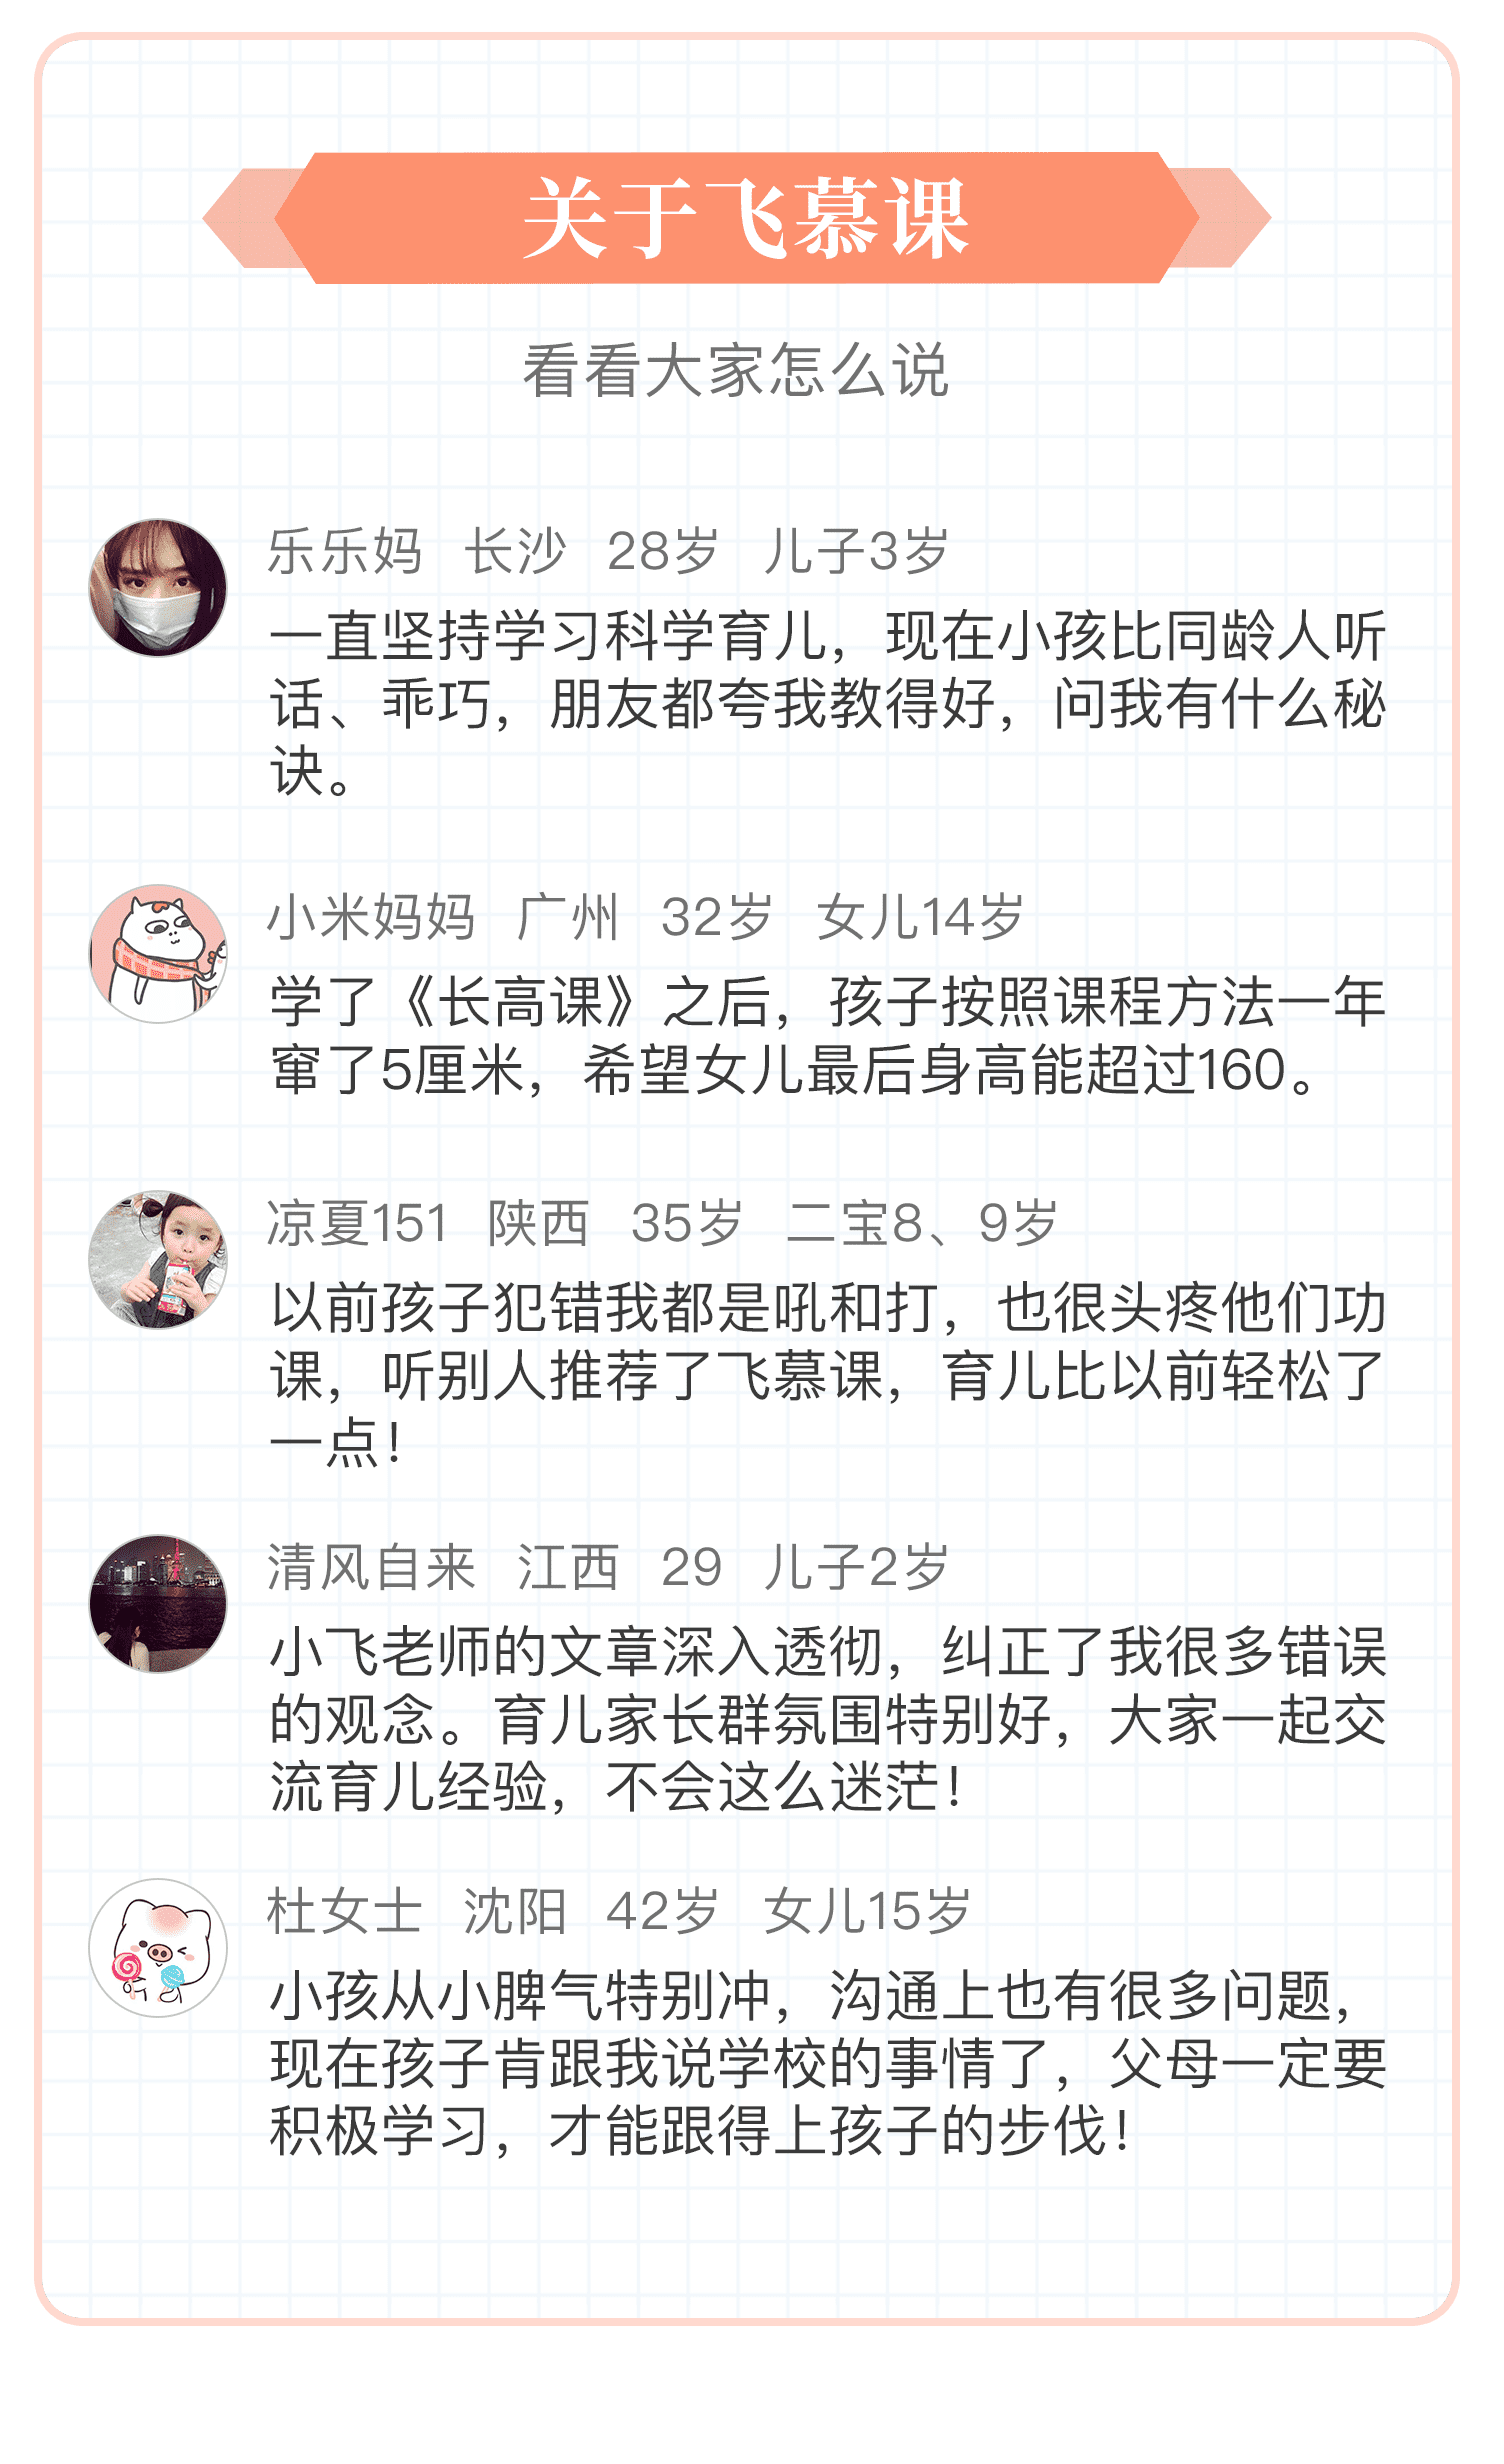 关于飞慕课
看看大家怎么说
乐乐妈 长沙 28岁 儿子3岁
一直坚持学习科学育儿，现在小孩比同龄人听
话、乖巧，朋友都夸我教得好，问我有什么秘
诀。
小米妈妈 广州 32岁 女儿14岁
学了《长高课》之后，孩子按照课程方法一年
窜了5厘米，希望女儿最后身高能超过160。
凉夏151 陕西 35岁 二宝8、9岁
以前孩子犯错我都是吼和打，也很头疼他们功
课，听别人推荐了飞慕课，育儿比以前轻松了
一点！
清风自来 江西 29 儿子2岁
小飞老师的文章深入透彻，纠正了我很多错误
的观念。育儿家长群氛围特别好，大家一起交
流育儿经验，不会这么迷茫！
杜女士 沈阳 42岁 女儿15岁
小孩从小脾气特别冲，沟通上也有很多问题，
现在孩子肯跟我说学校的事情了，父母一定要
积极学习，才能跟得上孩子的步伐！